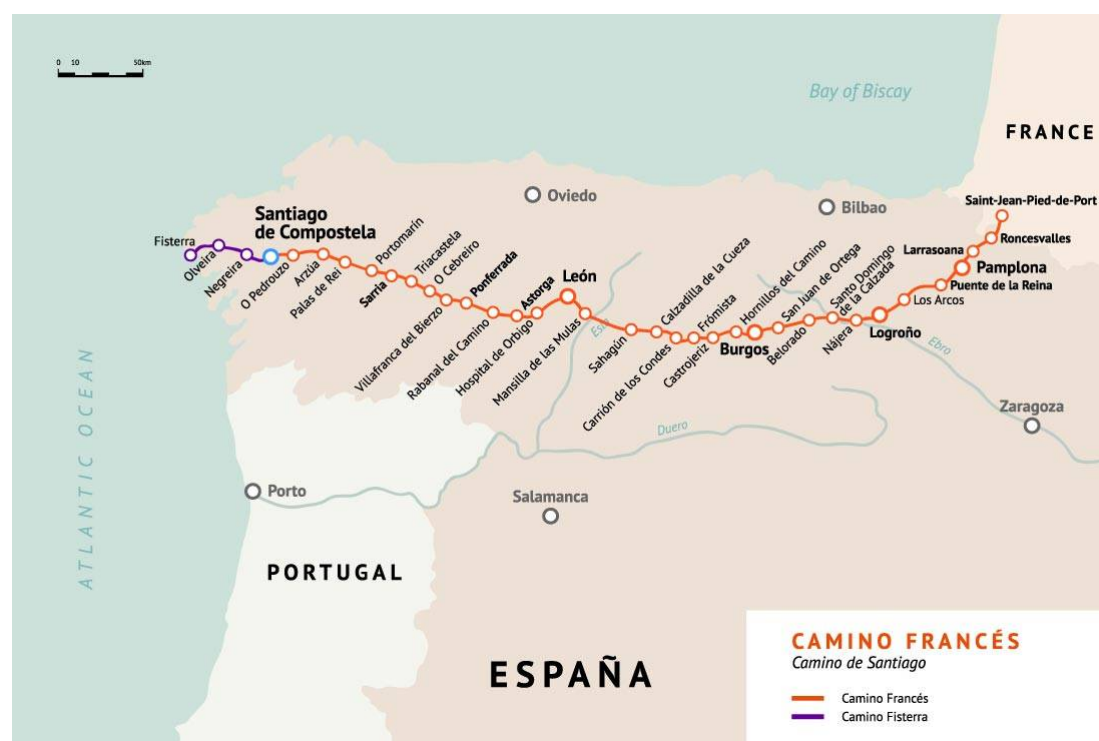 0 10 50km
Bay of Biscay
FRANCE
Oviedo
Bilbao
Saint-Jean-Pied-de-Port
Roncesvalles
Larrasoana
Pamplona
Puente de la Reina
Los Arcos
Logroño
Nájera
Santo Domingo
de la Calzada
Belorado
San Juan de Ortega
Burgos
Hornillos del Camino
Castrojeriz
Frómista
Carrión de los Condes
Calzadilla de la Cueza
Sahagún
Mansilla de las Mulas
León
Hospital de Orbigo
Astorga
Rabanal del Camino
Ponferrada
Villafranca del Bierzo
O Cebreiro
Triacastela
Sarria
Portomarín
Palas de Rei
Arzúa
O Pedrouzo
Santiago
de Compostela
Negreira
Olveira
Fisterra
Esla
Ebro
Duero
Zaragoza
Porto
Salamanca
ATLANTIC OCEAN
PORTUGAL
ESPAÑA
CAMINO FRANCÉS
Camino de Santiago
Camino Francés
Camino Fisterra